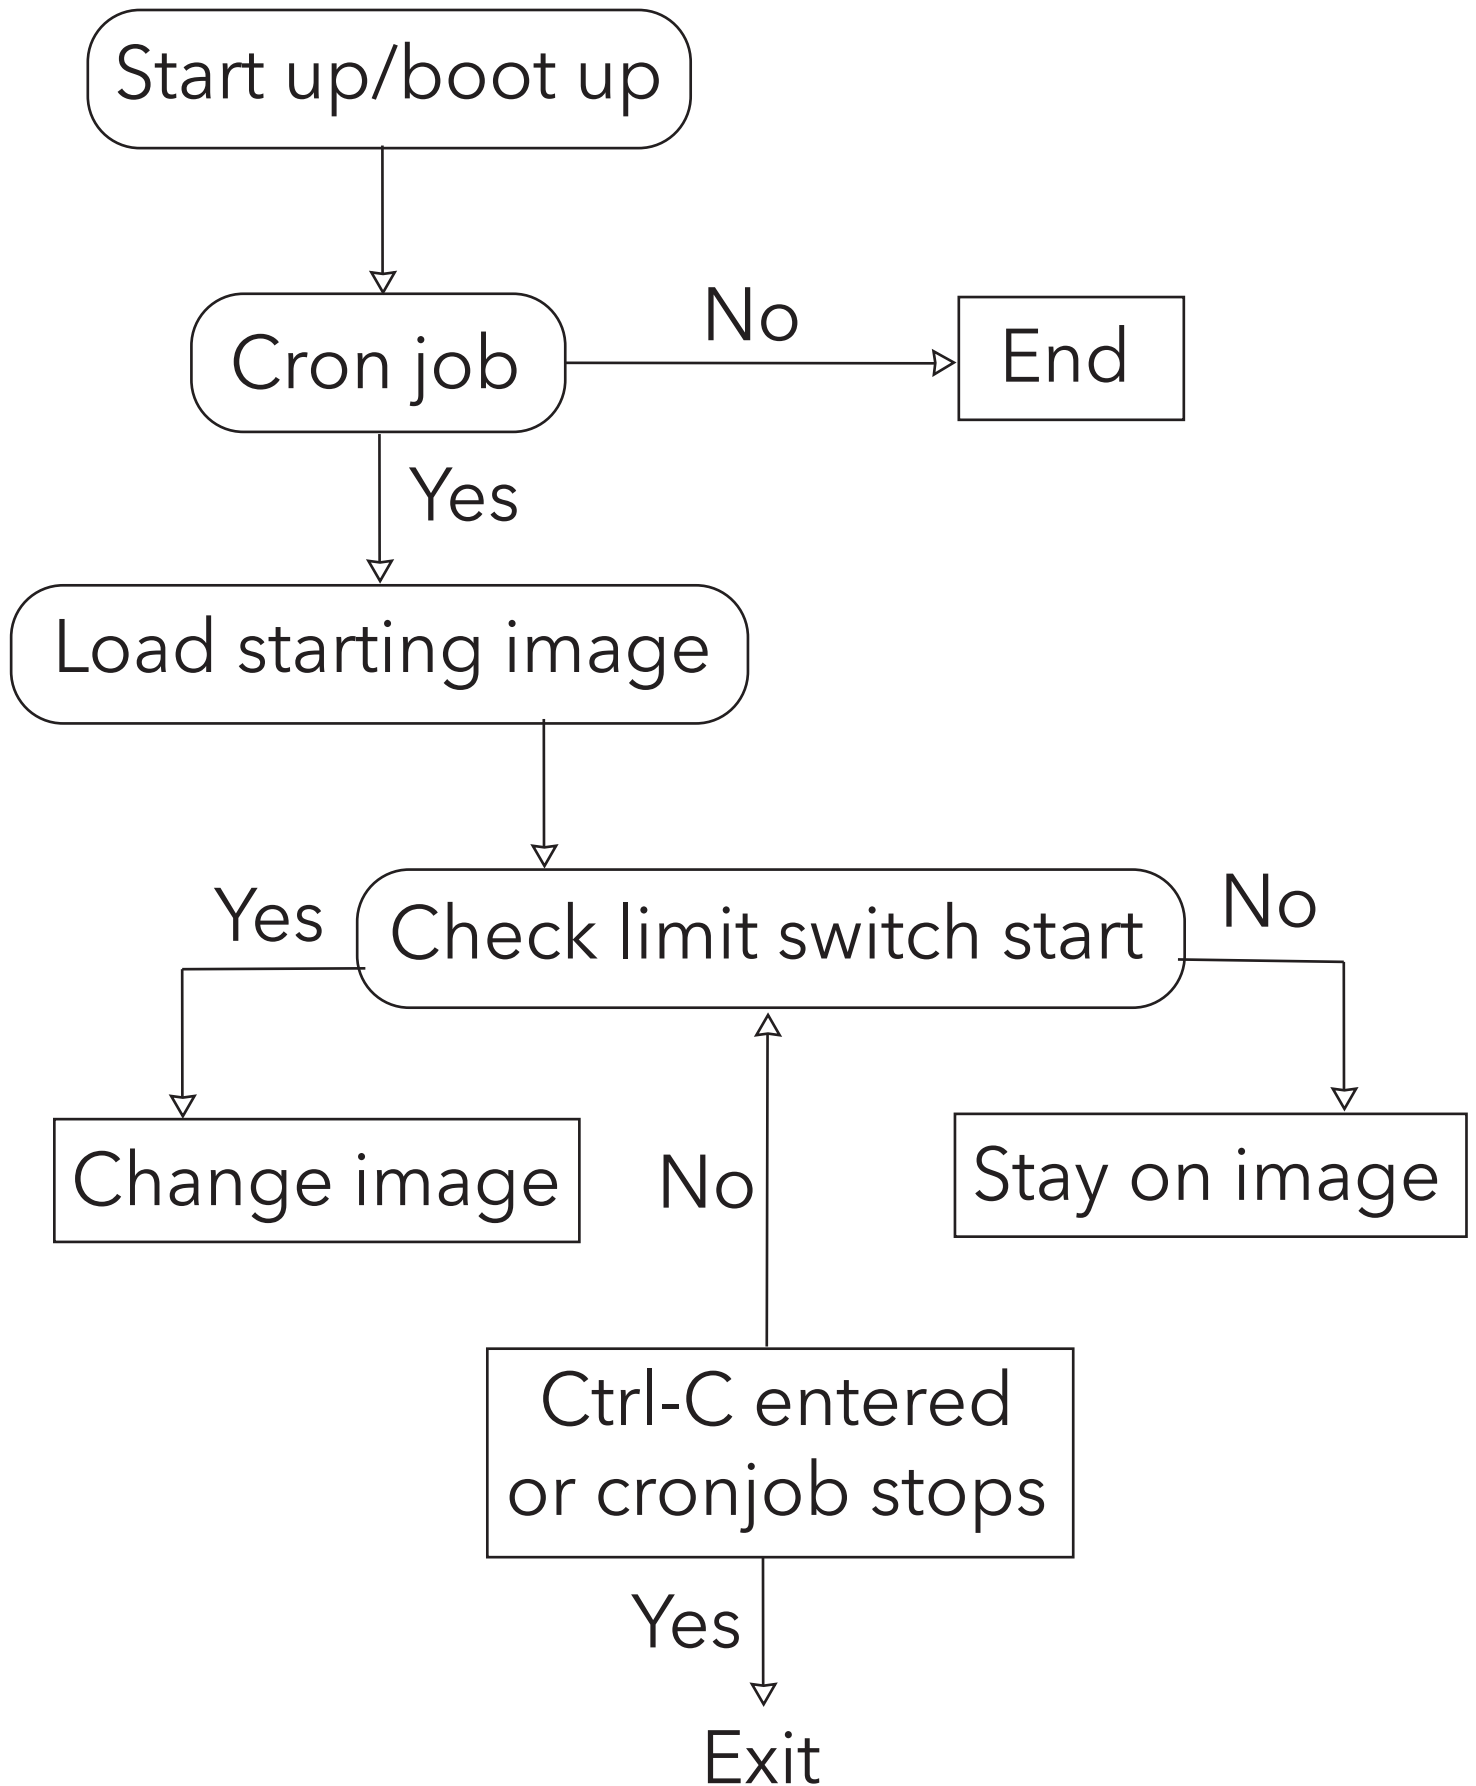 Start up/boot up
Cron job
No
End
Yes
Load starting image
Yes
Check limit switch start
No
Change image
No
Stay on image
Ctrl-C entered
or cronjob stops
Yes
Exit